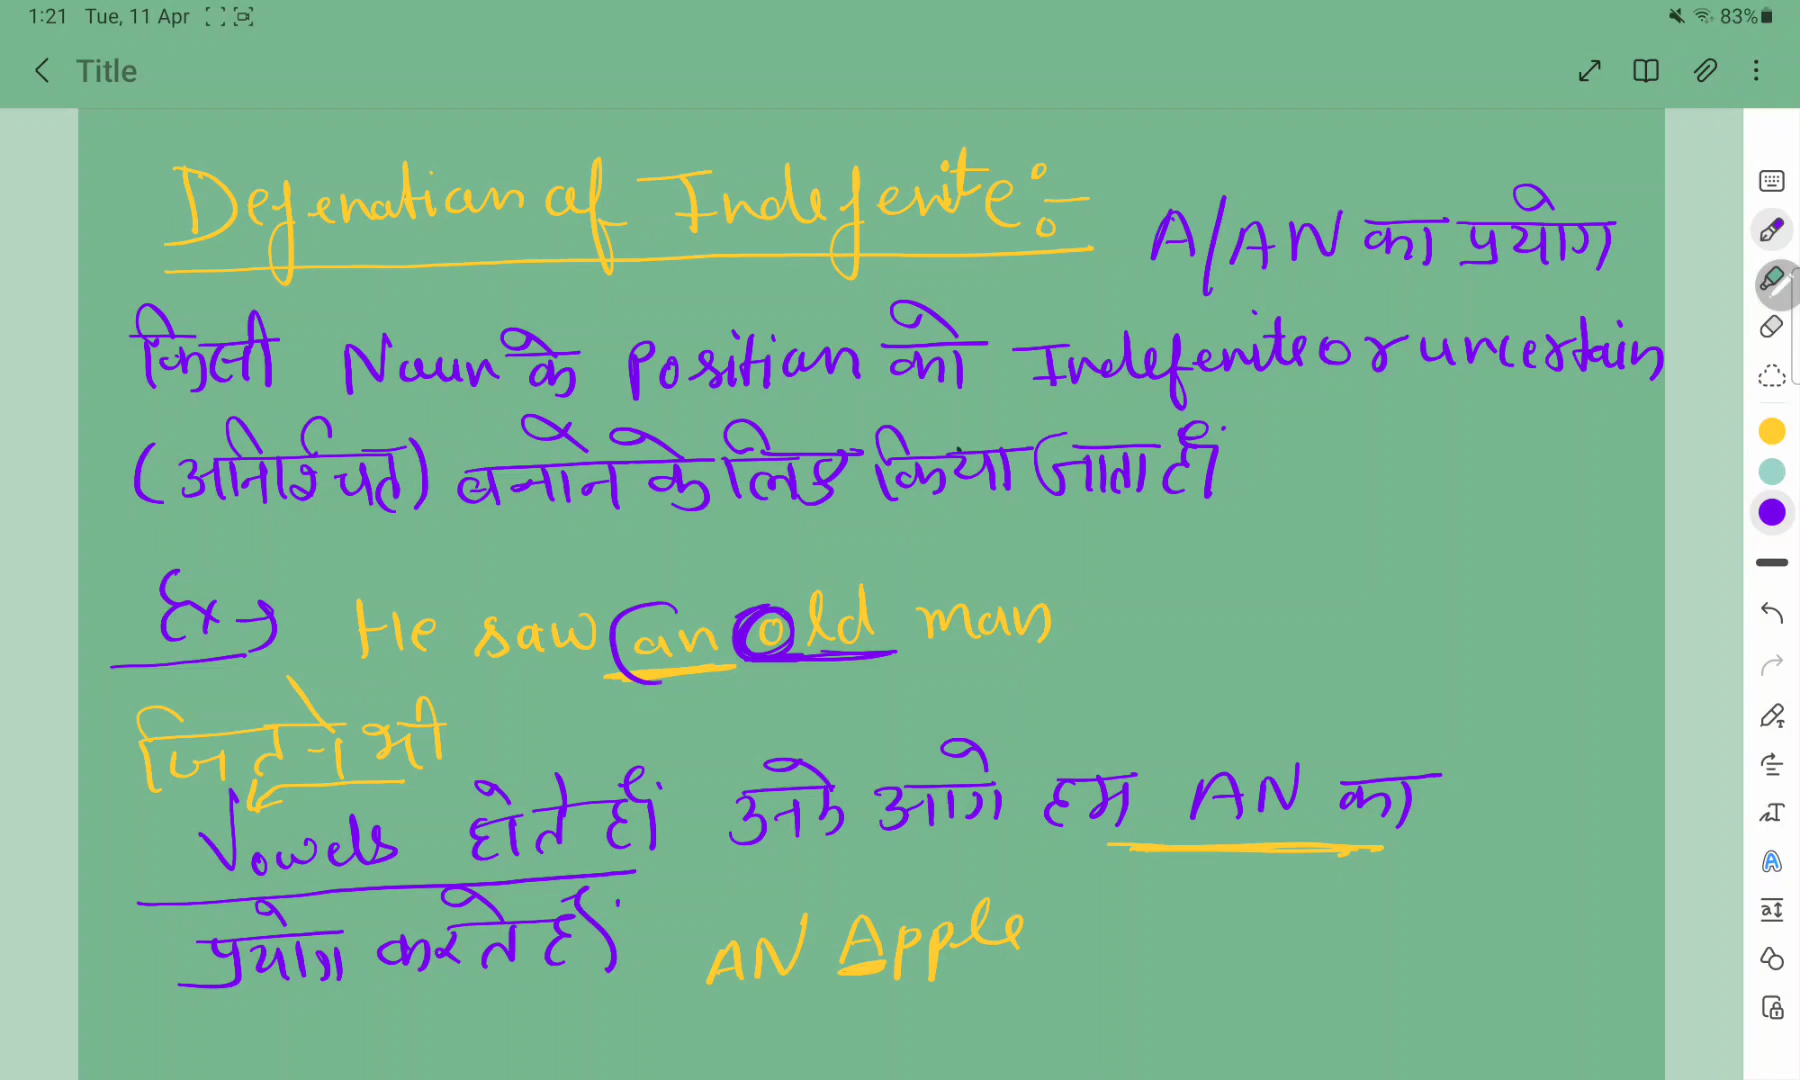 1:21 Tue, 11 Apr 83%
Title
Defenation of Indefenite:-
A/AN का प्रयोग
किसी Noun के Position को Indefenite or uncertain
(अनिश्चित) बनाने के लिए किया जाता है।
Ex → He saw an old man
जितने भी
Vowels होते हैं। उनके आगे हम AN का
प्रयोग करते हैं।
AN Apple